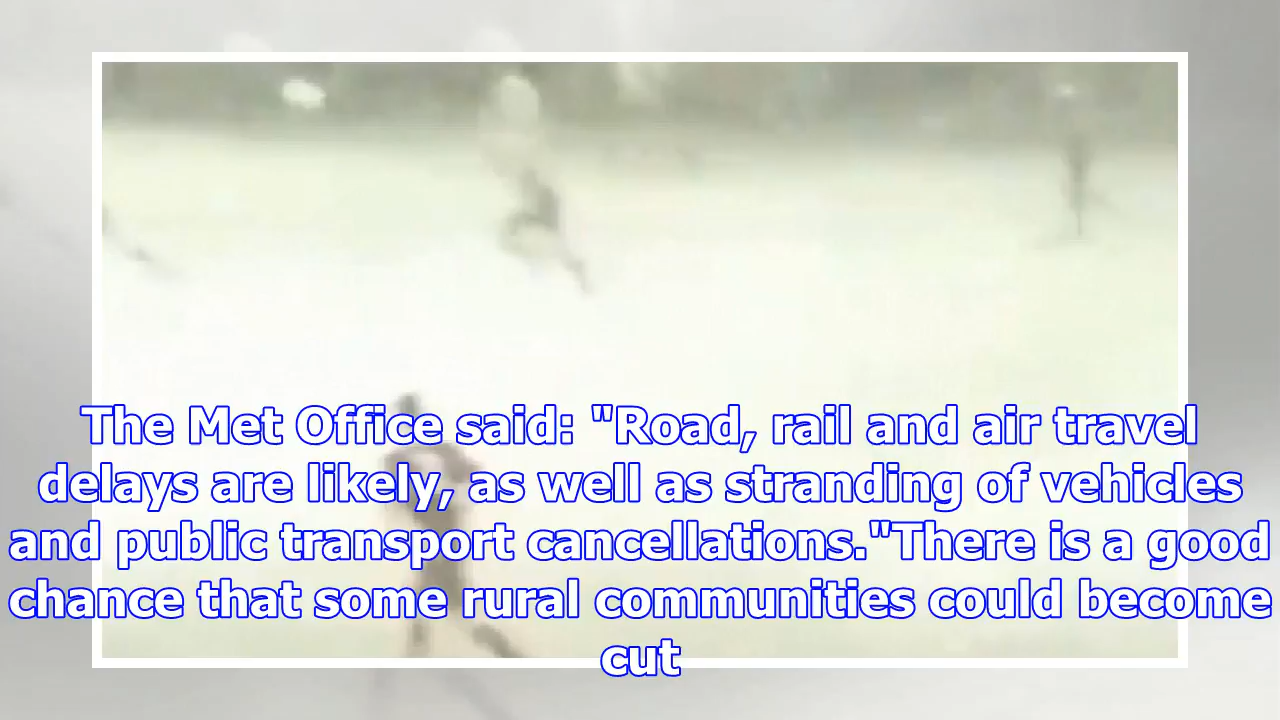 The Met Office said: "Road, rail and air travel
delays are likely, as well as stranding of vehicles
and public transport cancellations."There is a good
chance that some rural communities could become
cut